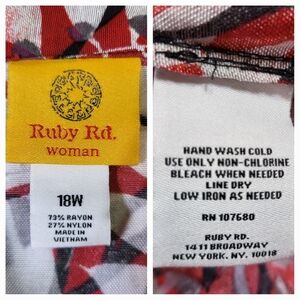 Ruby Rd.
woman
18W
73% RAYON
27% NYLON
MADE IN
VIETNAM
HAND WASH COLD
USE ONLY NON-CHLORINE
BLEACH WHEN NEEDED
LINE DRY
LOW IRON AS NEEDED
RN 107680
RUBY RD.
1411 BROADWAY
NEW YORK, NY. 10018